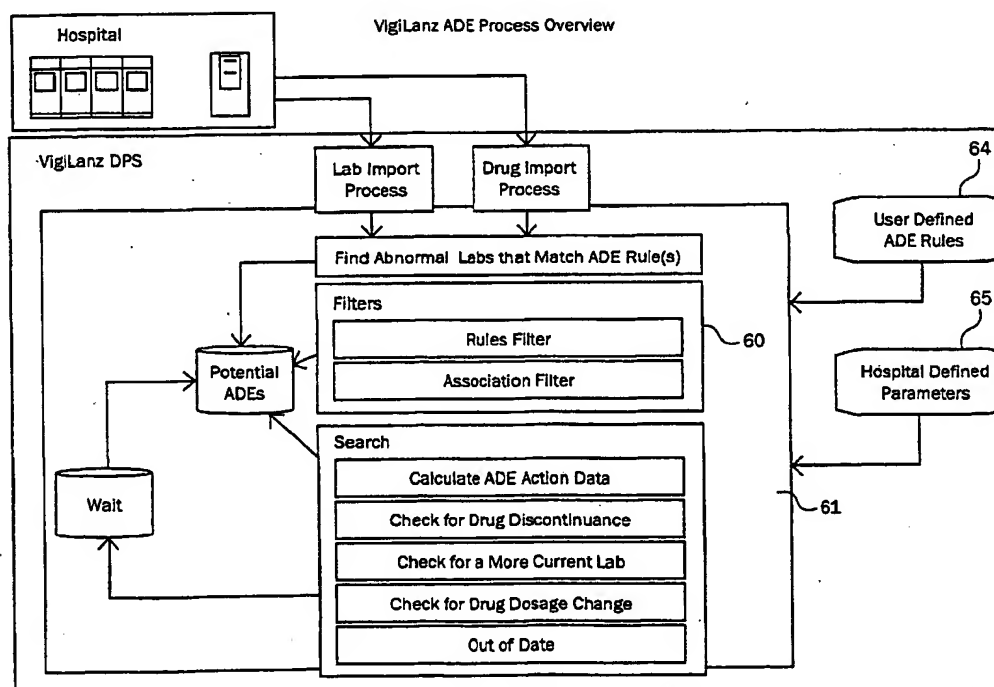 VigiLanz ADE Process Overview
Hospital
VigiLanz DPS
Lab Import
Process
Drug Import
Process
64
User Defined
ADE Rules
Find Abnormal Labs that Match ADE Rule(s)
Filters
Rules Filter
Association Filter
60
65
Hospital Defined
Parameters
Potential
ADEs
Search
Calculate ADE Action Data
Check for Drug Discontinuance
Check for a More Current Lab
Check for Drug Dosage Change
Out of Date
Wait
61